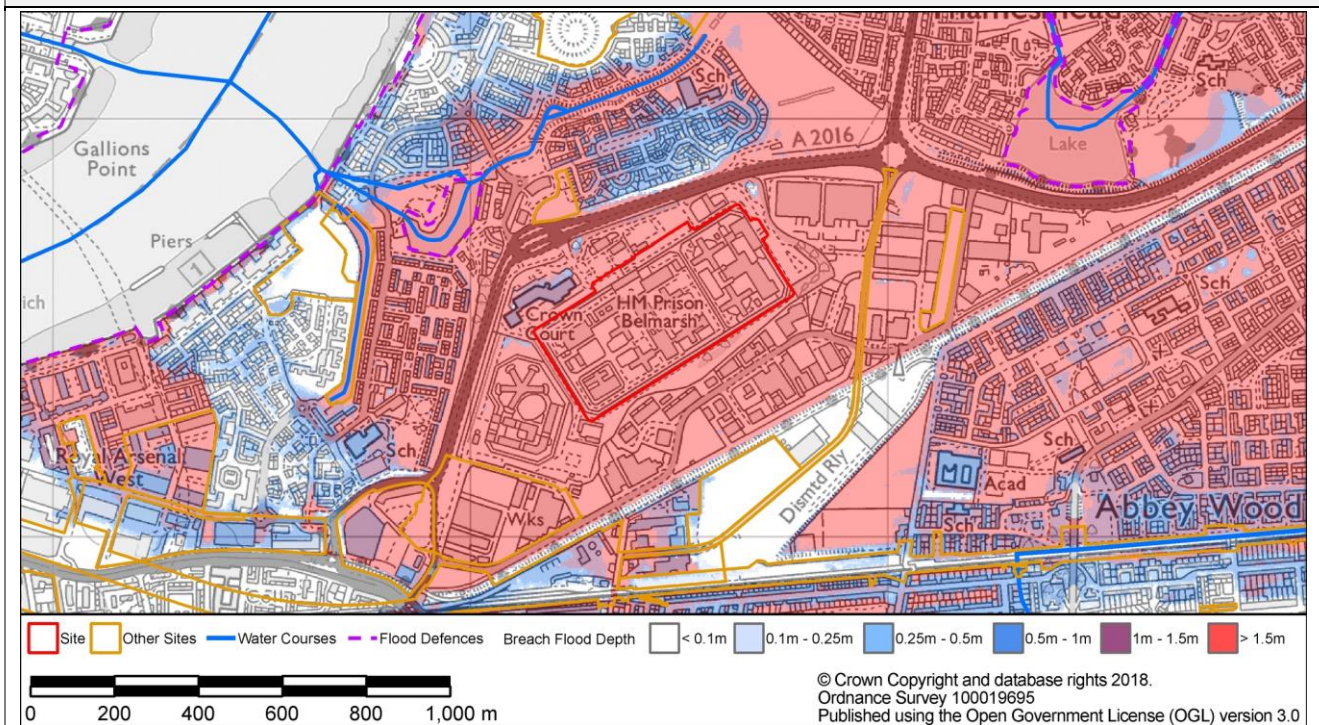 Sch
Gallions
Point
A 2016
Lake
Piers
1
Sch
ich
HM Prison
Belmarsh
Crown
Court
Sch
Royal Arsenal
West
Sch
Dismtd Rly
Wks
Acad
Sch
Sch
Abbey Wood
Site
Other Sites
Water Courses
Flood Defences
Breach Flood Depth
< 0.1m
0.1m - 0.25m
0.25m - 0.5m
0.5m - 1m
1m - 1.5m
> 1.5m
0 200 400 600 800 1,000 m
© Crown Copyright and database rights 2018.
Ordnance Survey 100019695
Published using the Open Government License (OGL) version 3.0